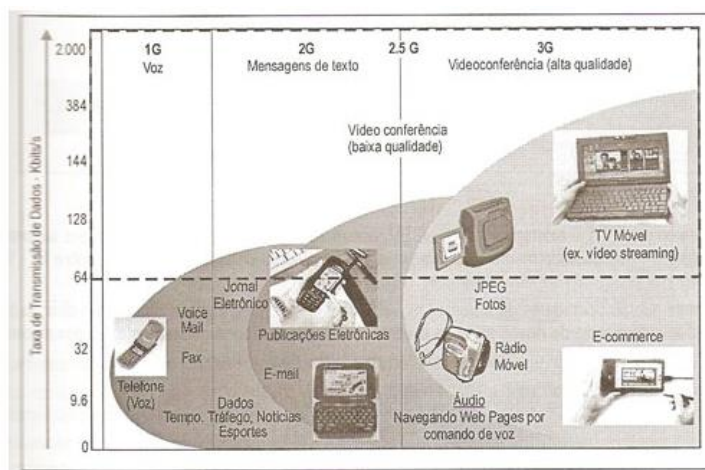 Taxa de Transmissão de Dados - Kbits/s
2.000
384
144
128
64
32
9.6
0
1G
Voz
2G
Mensagens de texto
2.5 G
3G
Videoconferência (alta qualidade)
Vídeo conferência
(baixa qualidade)
TV Móvel
(ex. vídeo streaming)
Jornal
Eletrônico
JPEG
Fotos
Voice
Mail
Fax
Publicações Eletrônicas
Rádio
Móvel
E-commerce
Telefone
(Voz)
E-mail
Dados
Tempo. Tráfego, Notícias
Esportes
Áudio
Navegando Web Pages por
comando de voz